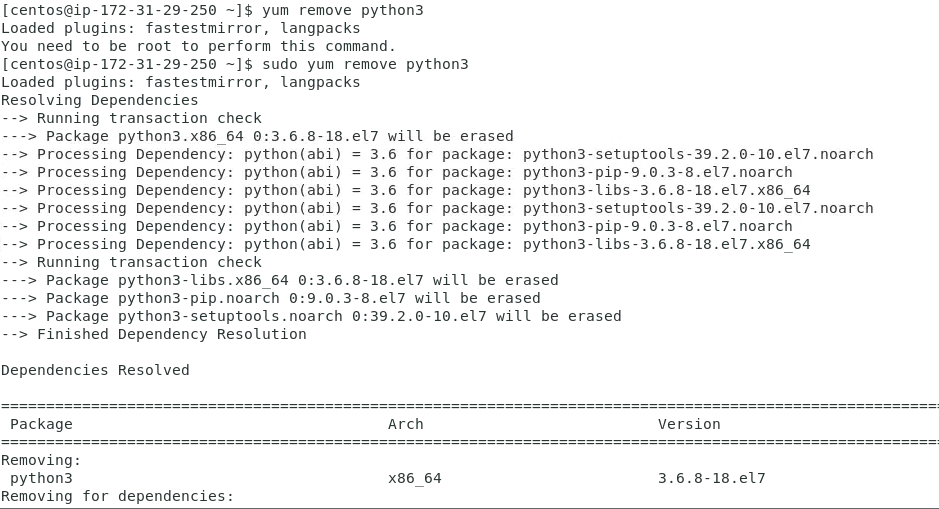 [centos@ip-172-31-29-250 ~]$ yum remove python3
Loaded plugins: fastestmirror, langpacks
You need to be root to perform this command.
[centos@ip-172-31-29-250 ~]$ sudo yum remove python3
Loaded plugins: fastestmirror, langpacks
Resolving Dependencies
--> Running transaction check
---> Package python3.x86_64 0:3.6.8-18.el7 will be erased
--> Processing Dependency: python(abi) = 3.6 for package: python3-setuptools-39.2.0-10.el7.noarch
--> Processing Dependency: python(abi) = 3.6 for package: python3-pip-9.0.3-8.el7.noarch
--> Processing Dependency: python(abi) = 3.6 for package: python3-libs-3.6.8-18.el7.x86_64
--> Processing Dependency: python(abi) = 3.6 for package: python3-setuptools-39.2.0-10.el7.noarch
--> Processing Dependency: python(abi) = 3.6 for package: python3-pip-9.0.3-8.el7.noarch
--> Processing Dependency: python(abi) = 3.6 for package: python3-libs-3.6.8-18.el7.x86_64
--> Running transaction check
---> Package python3-libs.x86_64 0:3.6.8-18.el7 will be erased
---> Package python3-pip.noarch 0:9.0.3-8.el7 will be erased
---> Package python3-setuptools.noarch 0:39.2.0-10.el7 will be erased
--> Finished Dependency Resolution

Dependencies Resolved

=========================================================================================================
 Package                                   Arch                          Version
=========================================================================================================
Removing:
 python3                                   x86_64                        3.6.8-18.el7
Removing for dependencies: